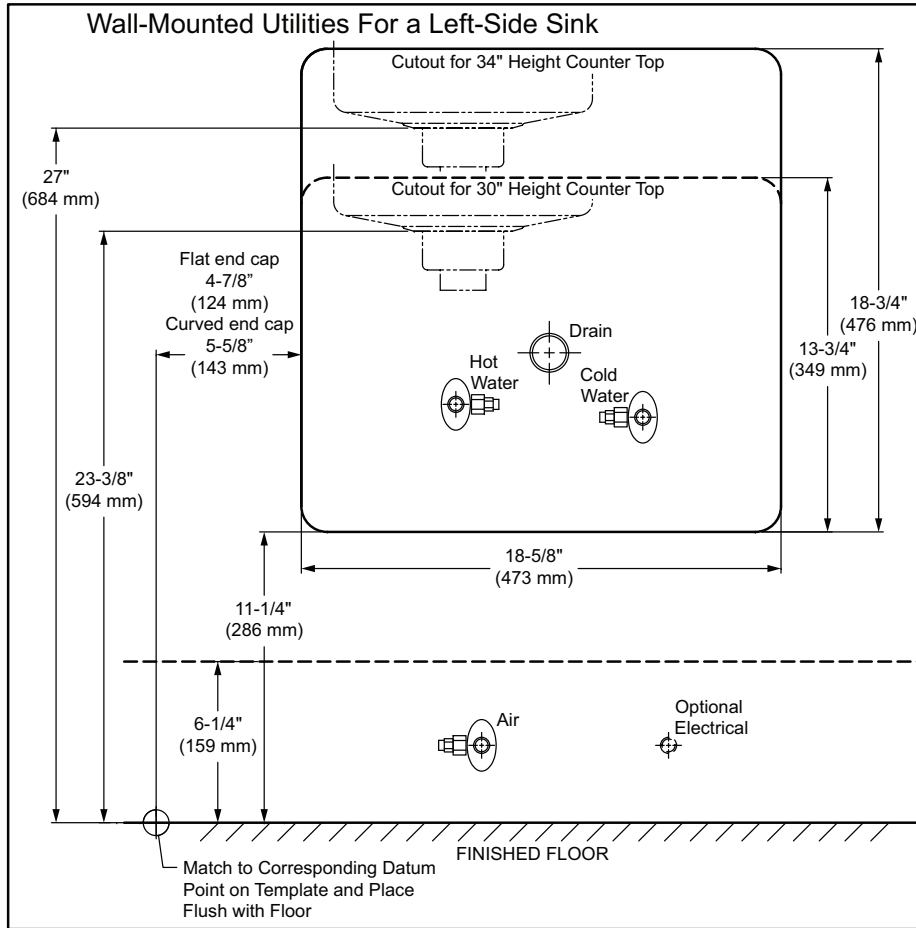 Wall-Mounted Utilities For a Left-Side Sink
Cutout for 34" Height Counter Top
27"
(684 mm)
Cutout for 30" Height Counter Top
Flat end cap
4-7/8”
(124 mm)
Curved end cap
5-5/8”
(143 mm)
18-3/4"
(476 mm)
13-3/4"
(349 mm)
Drain
Hot
Water
Cold
Water
23-3/8"
(594 mm)
18-5/8"
(473 mm)
11-1/4"
(286 mm)
6-1/4"
(159 mm)
Air
Optional
Electrical
FINISHED FLOOR
Match to Corresponding Datum
Point on Template and Place
Flush with Floor